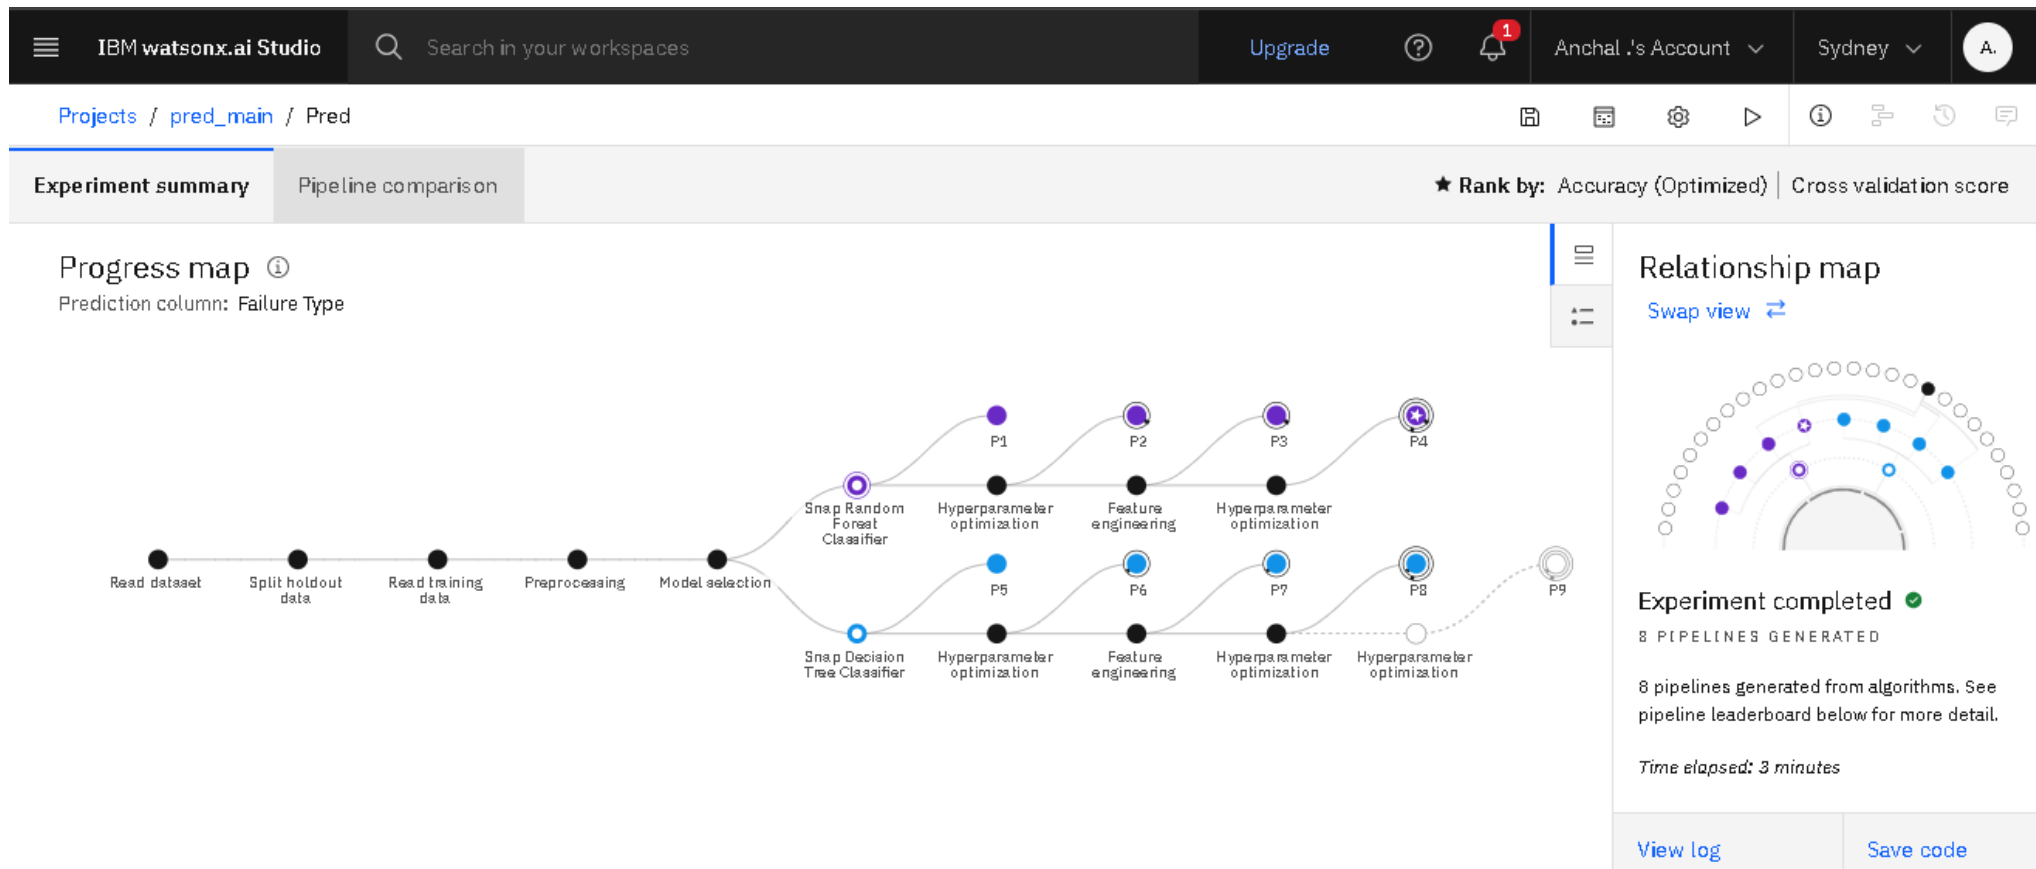 IBM watsonx.ai Studio
Search in your workspaces
Upgrade
1
Anchal .'s Account
Sydney
A.
Projects / pred_main / Pred
Experiment summary
Pipeline comparison
Rank by: Accuracy (Optimized) | Cross validation score
Progress map
Prediction column: Failure Type
P1
P2
P3
P4
Snap Random
Forest
Classifier
Hyperparameter
optimization
Feature
engineering
Hyperparameter
optimization
Read dataset
Split holdout
data
Read training
data
Preprocessing
Model selection
P5
P6
P7
P8
P9
Snap Decision
Tree Classifier
Hyperparameter
optimization
Feature
engineering
Hyperparameter
optimization
Hyperparameter
optimization
Relationship map
Swap view
Experiment completed
8 PIPELINES GENERATED
8 pipelines generated from algorithms. See
pipeline leaderboard below for more detail.
Time elapsed: 3 minutes
View log
Save code